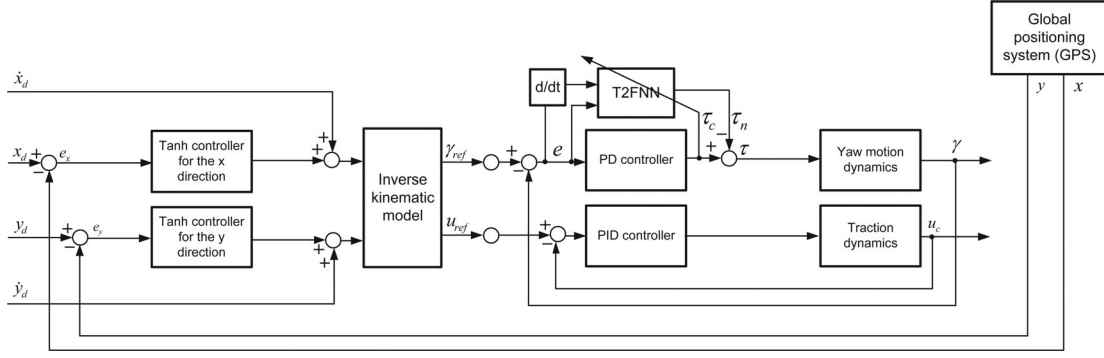 Global
positioning
system (GPS)
y x
ẋ_d
d/dt
T2FNN
τ_c
τ_n
x_d
+
−
e_x
Tanh controller
for the x
direction
+
+
Inverse
kinematic
model
γ_ref
+
−
e
PD controller
+
−
τ
Yaw motion
dynamics
γ
y_d
+
−
e_y
Tanh controller
for the y
direction
+
+
u_ref
+
−
PID controller
Traction
dynamics
u_c
ẏ_d